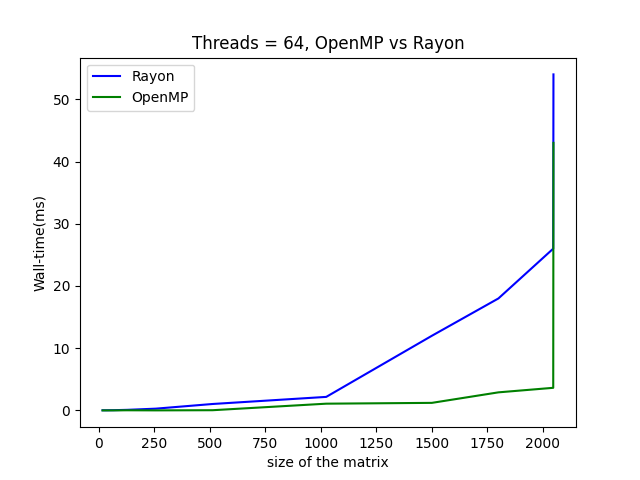 Threads = 64, OpenMP vs Rayon
Rayon
OpenMP
50
40
30
20
10
0
Wall-time(ms)
0 250 500 750 1000 1250 1500 1750 2000
size of the matrix